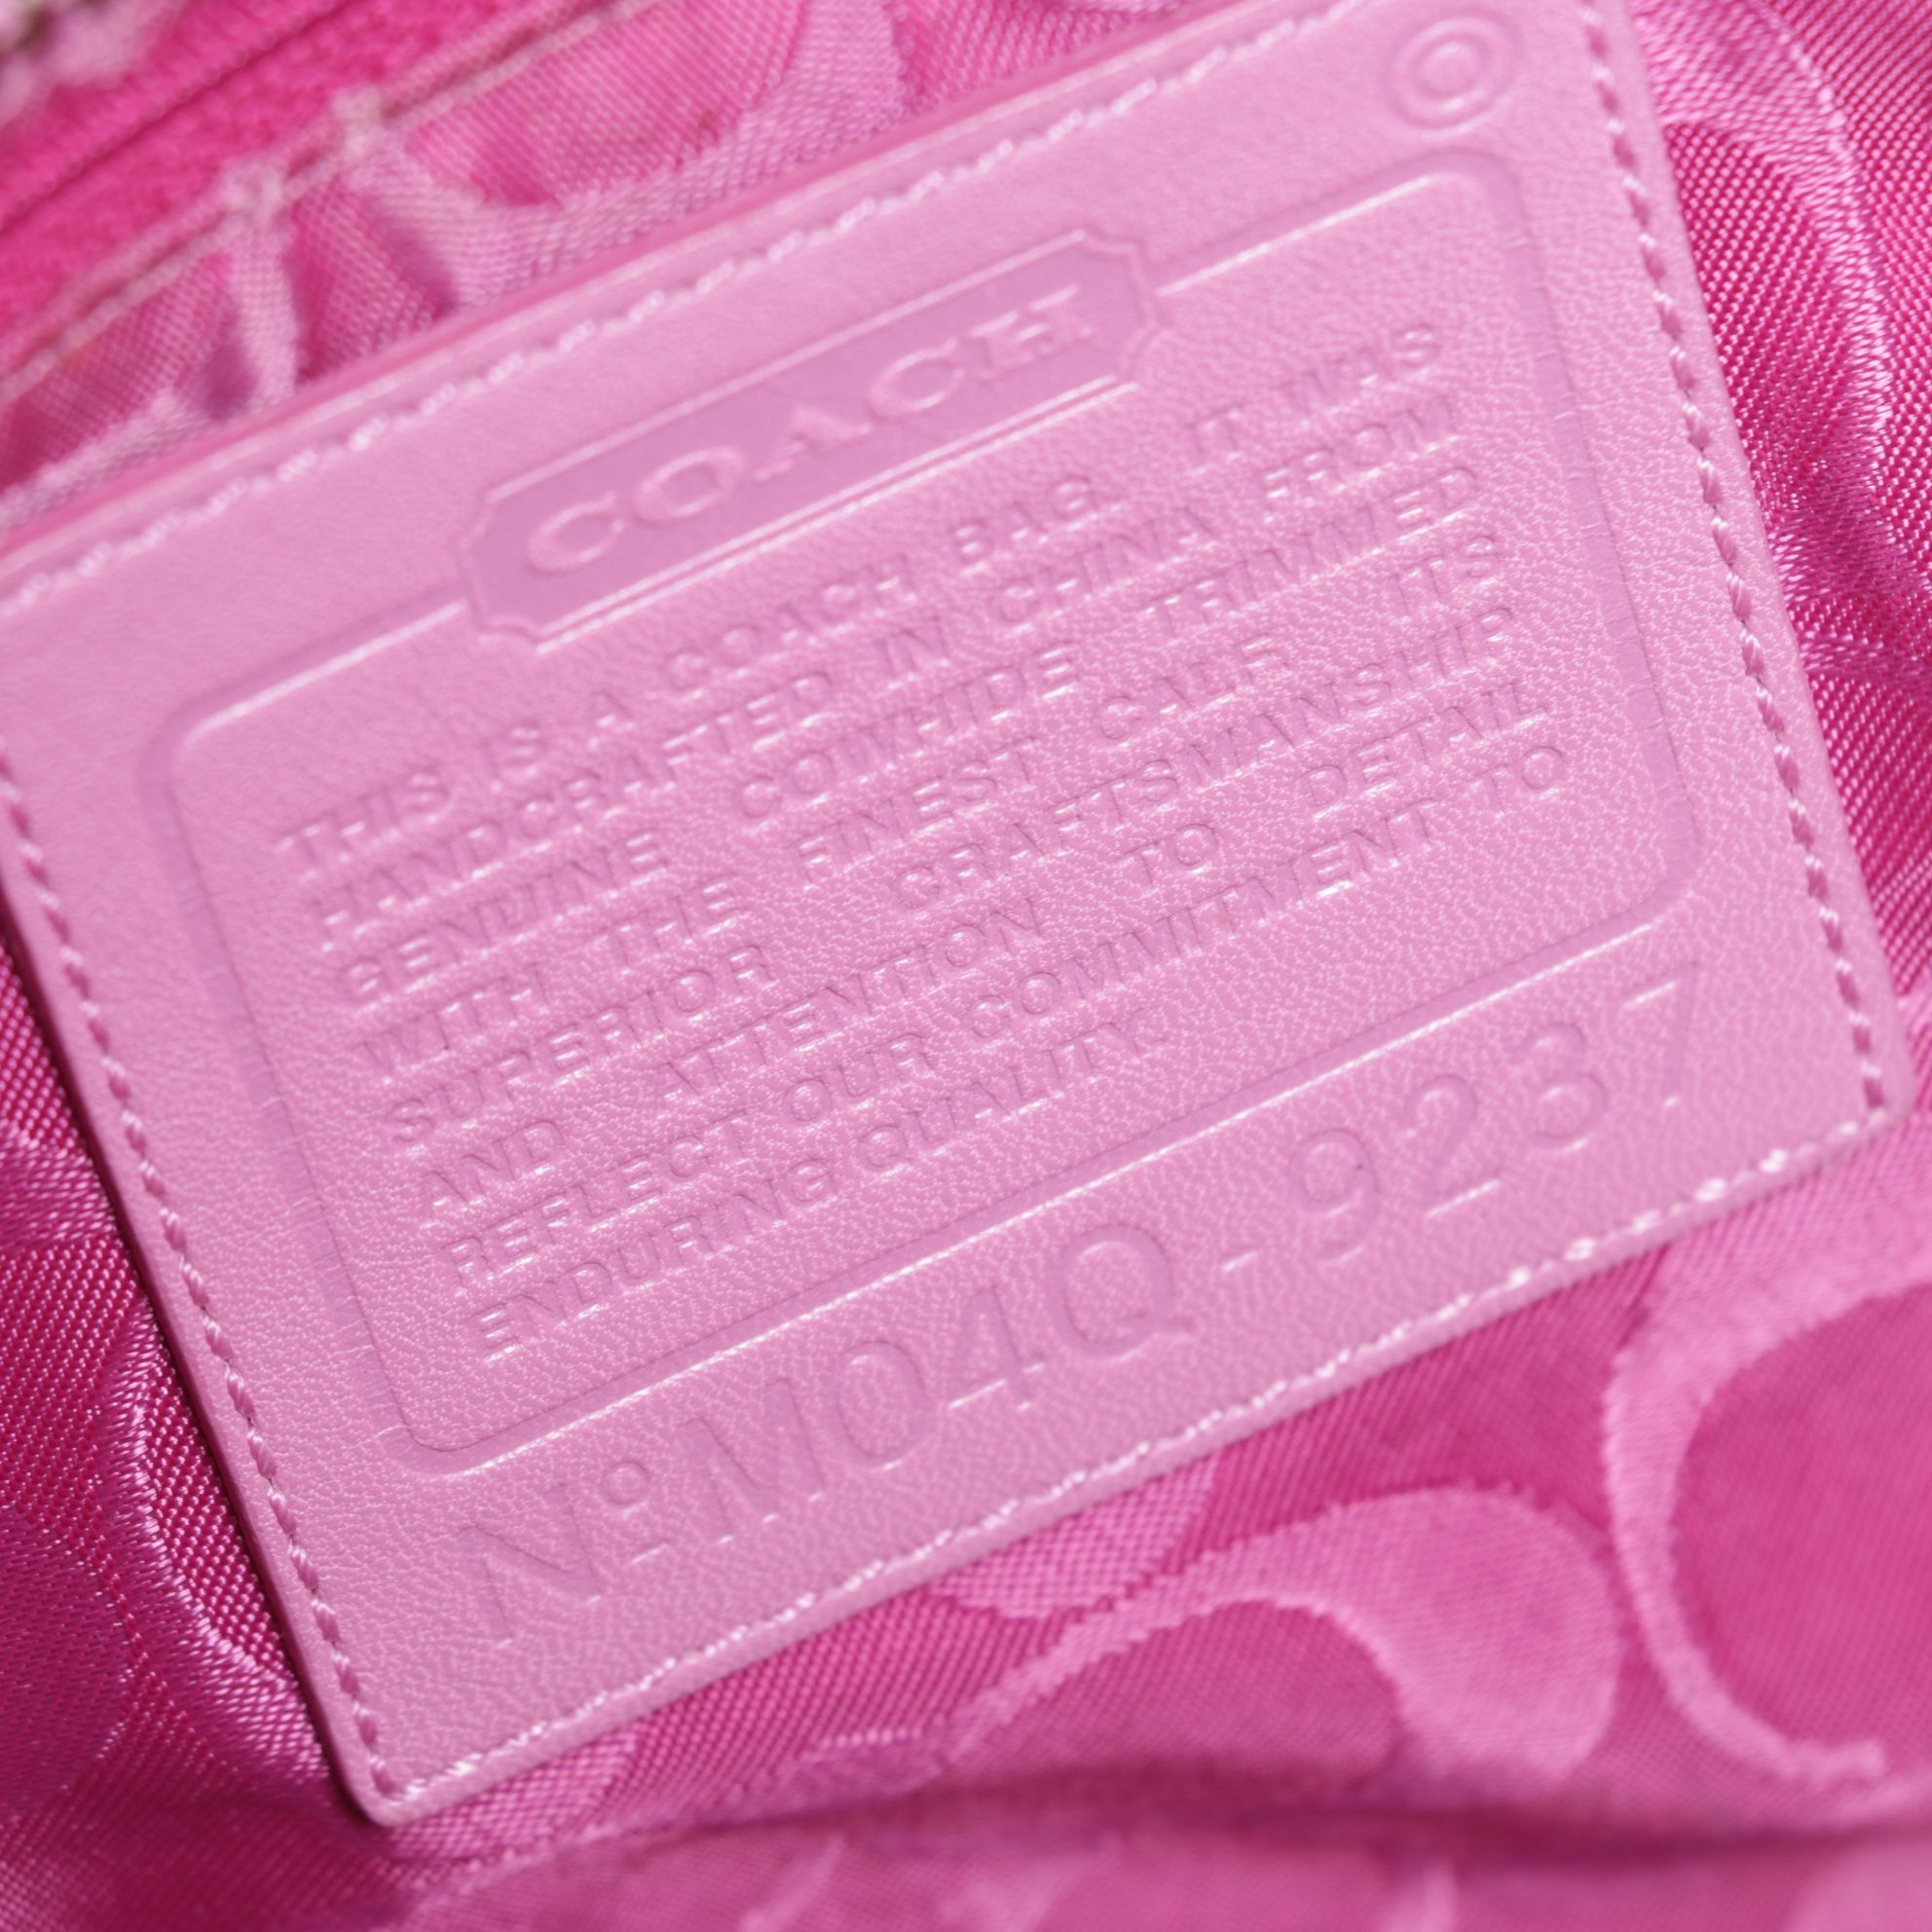 COACH
THIS IS A COACH BAG IT WAS
HANDCRAFTED IN CHINA FROM
GENUINE COWHIDE TRIMMED
WITH THE FINEST CALF ITS
SUPERIOR CRAFTSMANSHIP
AND ATTENTION TO DETAIL
REFLECT OUR COMMITMENT TO
ENDURING QUALITY
Nº M04Q-9237